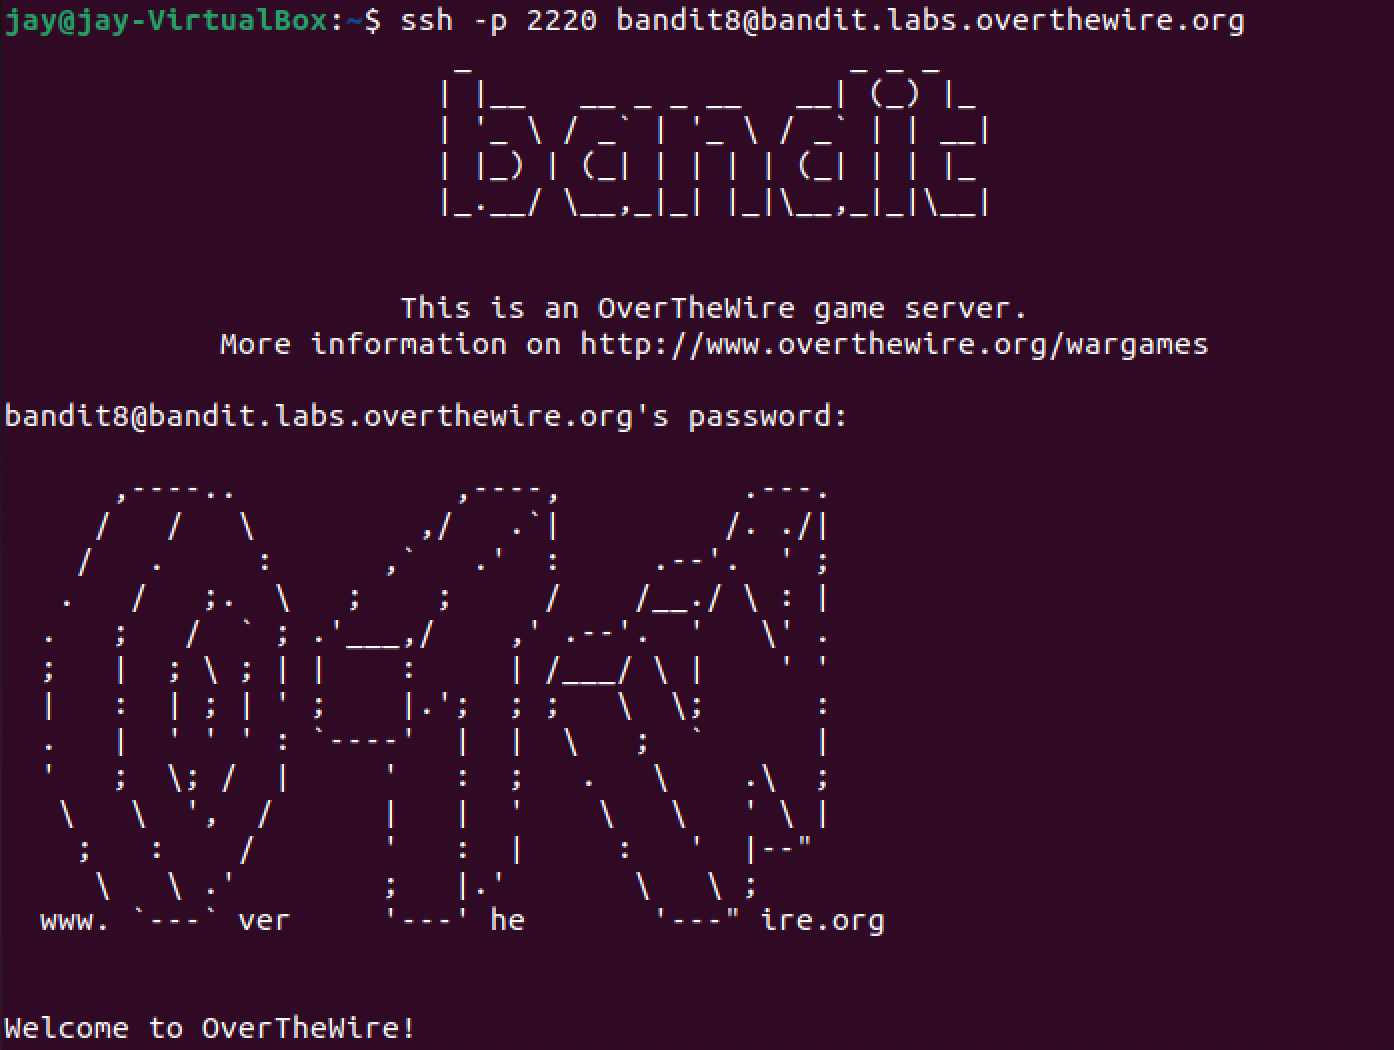 jay@jay-VirtualBox:~$ ssh -p 2220 bandit8@bandit.labs.overthewire.org
bandit
This is an OverTheWire game server.
More information on http://www.overthewire.org/wargames
bandit8@bandit.labs.overthewire.org's password:
www. ver he ire.org
Welcome to OverTheWire!